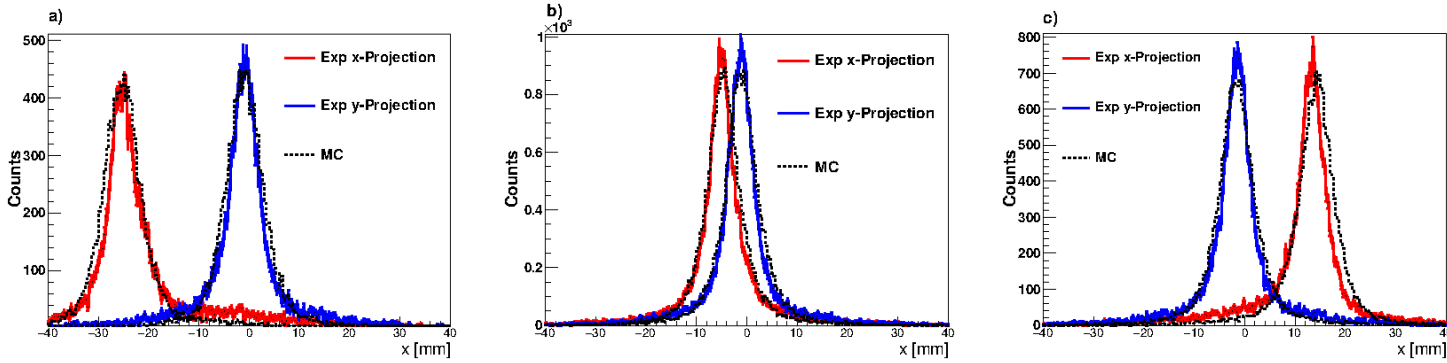 a)
500
400
300
200
100
Counts
Exp x-Projection
Exp y-Projection
MC
−40 −30 −20 −10 0 10 20 30 40
x [mm]
b)
×10³
1
0.8
0.6
0.4
0.2
0
Counts
Exp x-Projection
Exp y-Projection
MC
−40 −30 −20 −10 0 10 20 30 40
x [mm]
c)
800
700
600
500
400
300
200
100
0
Counts
Exp x-Projection
Exp y-Projection
MC
−40 −30 −20 −10 0 10 20 30 40
x [mm]